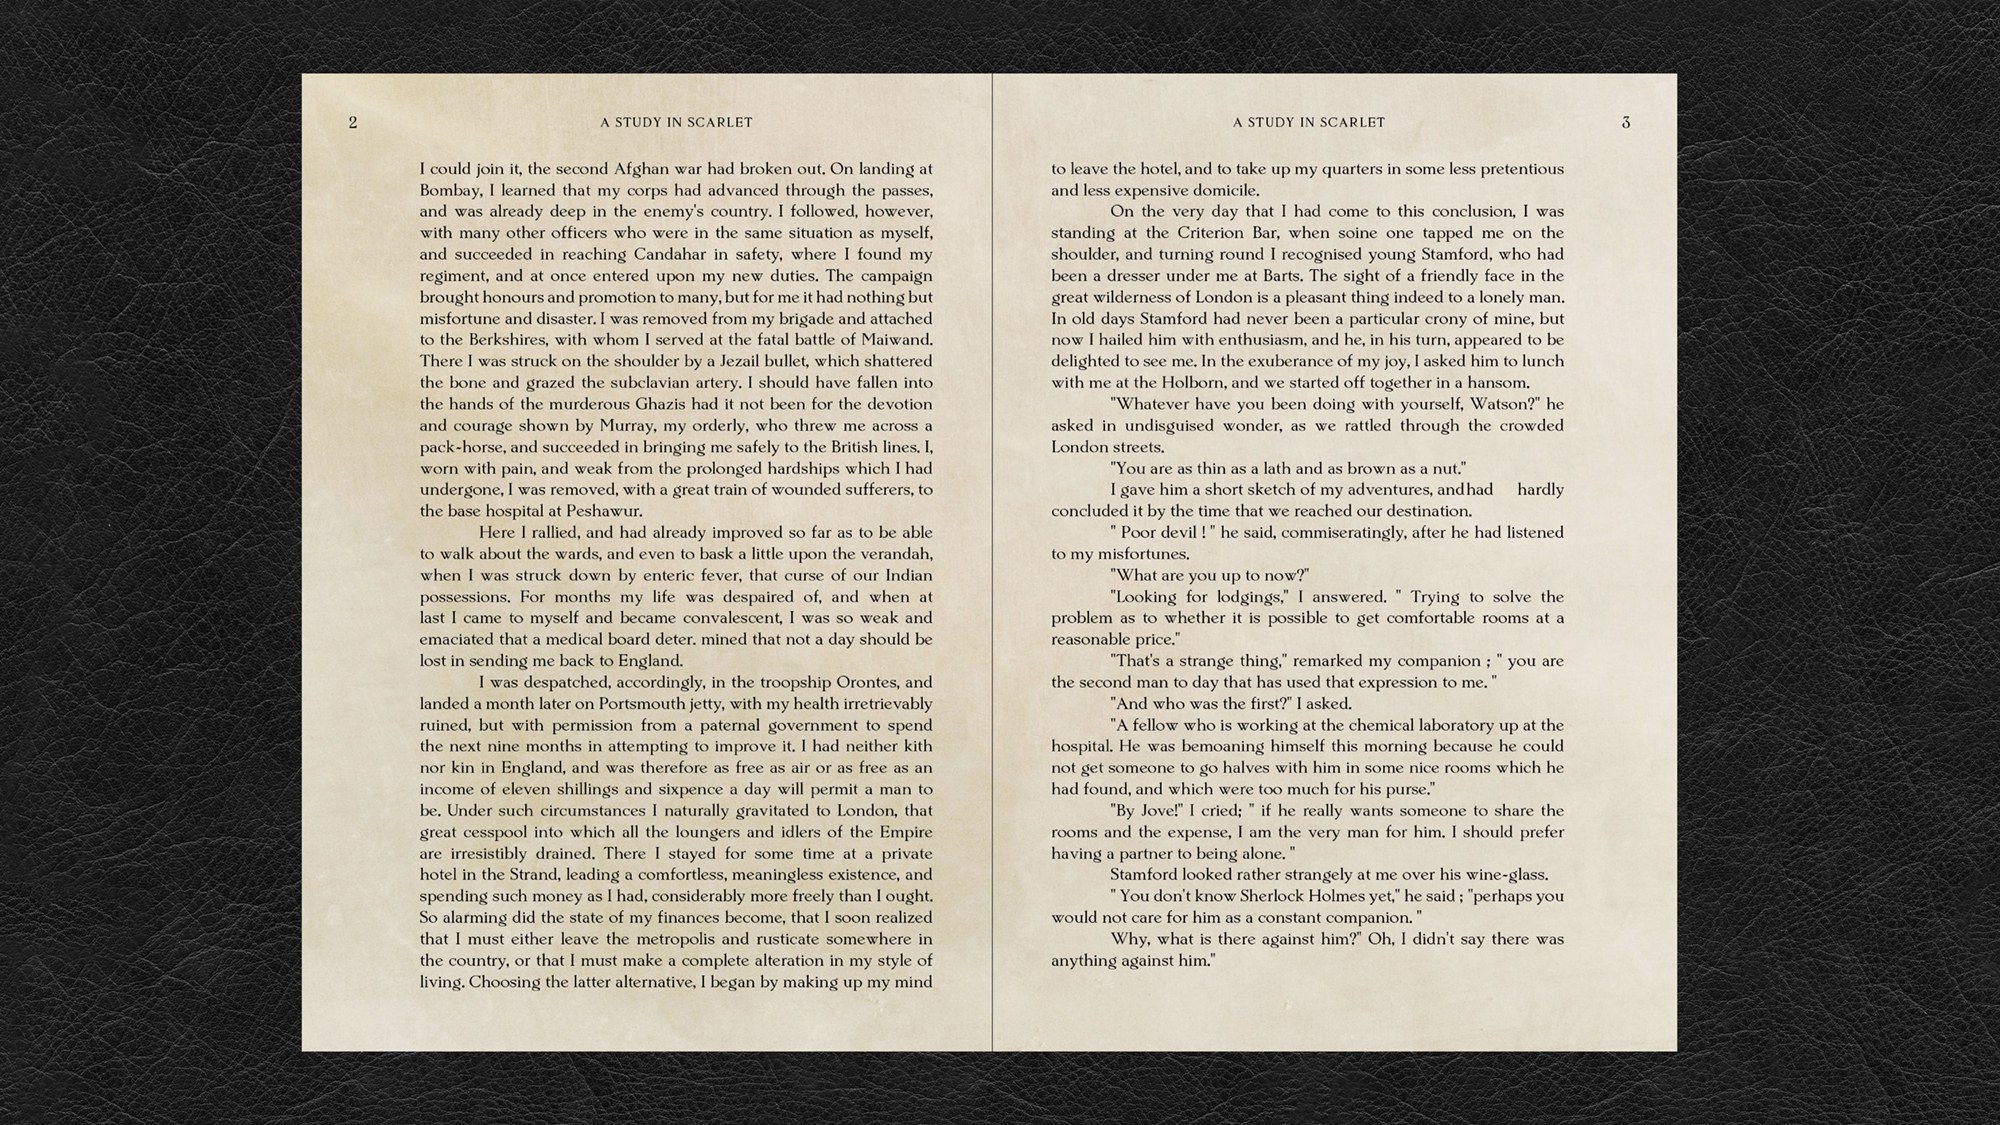 2
A STUDY IN SCARLET
I could join it, the second Afghan war had broken out. On landing at
Bombay, I learned that my corps had advanced through the passes,
and was already deep in the enemy's country. I followed, however,
with many other officers who were in the same situation as myself,
and succeeded in reaching Candahar in safety, where I found my
regiment, and at once entered upon my new duties. The campaign
brought honours and promotion to many, but for me it had nothing but
misfortune and disaster. I was removed from my brigade and attached
to the Berkshires, with whom I served at the fatal battle of Maiwand.
There I was struck on the shoulder by a Jezail bullet, which shattered
the bone and grazed the subclavian artery. I should have fallen into
the hands of the murderous Ghazis had it not been for the devotion
and courage shown by Murray, my orderly, who threw me across a
pack-horse, and succeeded in bringing me safely to the British lines. I,
worn with pain, and weak from the prolonged hardships which I had
undergone, I was removed, with a great train of wounded sufferers, to
the base hospital at Peshawur.
Here I rallied, and had already improved so far as to be able
to walk about the wards, and even to bask a little upon the verandah,
when I was struck down by enteric fever, that curse of our Indian
possessions. For months my life was despaired of, and when at
last I came to myself and became convalescent, I was so weak and
emaciated that a medical board deter. mined that not a day should be
lost in sending me back to England.
I was despatched, accordingly, in the troopship Orontes, and
landed a month later on Portsmouth jetty, with my health irretrievably
ruined, but with permission from a paternal government to spend
the next nine months in attempting to improve it. I had neither kith
nor kin in England, and was therefore as free as air or as free as an
income of eleven shillings and sixpence a day will permit a man to
be. Under such circumstances I naturally gravitated to London, that
great cesspool into which all the loungers and idlers of the Empire
are irresistibly drained. There I stayed for some time at a private
hotel in the Strand, leading a comfortless, meaningless existence, and
spending such money as I had, considerably more freely than I ought.
So alarming did the state of my finances become, that I soon realized
that I must either leave the metropolis and rusticate somewhere in
the country, or that I must make a complete alteration in my style of
living. Choosing the latter alternative, I began by making up my mind
A STUDY IN SCARLET
3
to leave the hotel, and to take up my quarters in some less pretentious
and less expensive domicile.
On the very day that I had come to this conclusion, I was
standing at the Criterion Bar, when soine one tapped me on the
shoulder, and turning round I recognised young Stamford, who had
been a dresser under me at Barts. The sight of a friendly face in the
great wilderness of London is a pleasant thing indeed to a lonely man.
In old days Stamford had never been a particular crony of mine, but
now I hailed him with enthusiasm, and he, in his turn, appeared to be
delighted to see me. In the exuberance of my joy, I asked him to lunch
with me at the Holborn, and we started off together in a hansom.
"Whatever have you been doing with yourself, Watson?" he
asked in undisguised wonder, as we rattled through the crowded
London streets.
"You are as thin as a lath and as brown as a nut."
I gave him a short sketch of my adventures, andhad hardly
concluded it by the time that we reached our destination.
" Poor devil ! " he said, commiseratingly, after he had listened
to my misfortunes.
"What are you up to now?"
"Looking for lodgings," I answered. " Trying to solve the
problem as to whether it is possible to get comfortable rooms at a
reasonable price."
"That's a strange thing," remarked my companion ; " you are
the second man to day that has used that expression to me. "
"And who was the first?" I asked.
"A fellow who is working at the chemical laboratory up at the
hospital. He was bemoaning himself this morning because he could
not get someone to go halves with him in some nice rooms which he
had found, and which were too much for his purse."
"By Jove!" I cried; " if he really wants someone to share the
rooms and the expense, I am the very man for him. I should prefer
having a partner to being alone. "
Stamford looked rather strangely at me over his wine-glass.
" You don't know Sherlock Holmes yet," he said ; "perhaps you
would not care for him as a constant companion. "
Why, what is there against him?" Oh, I didn't say there was
anything against him."